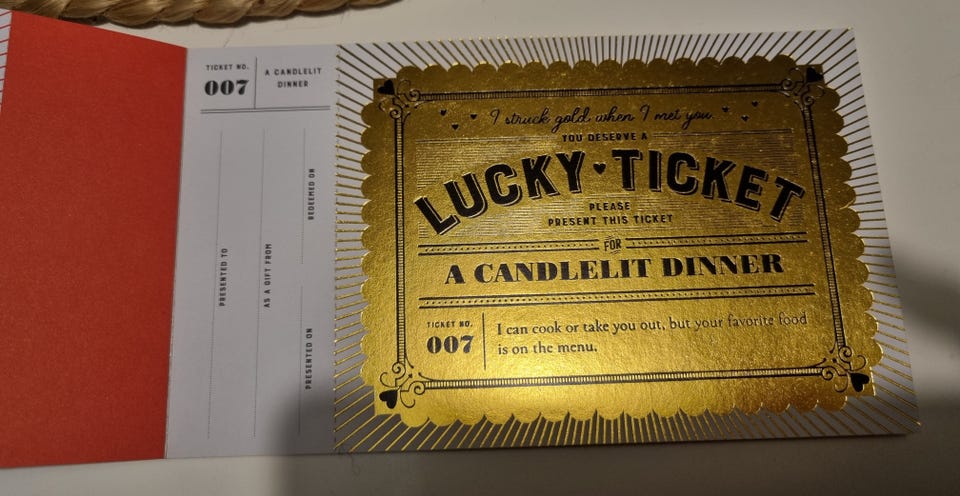 TICKET NO.
007
A CANDLELIT
DINNER
PRESENTED TO
AS A GIFT FROM
REDEEMED ON
PRESENTED ON
I struck gold when I met you.
YOU DESERVE A
LUCKY TICKET
PLEASE
PRESENT THIS TICKET
FOR
A CANDLELIT DINNER
TICKET NO.
007
I can cook or take you out, but your favorite food
is on the menu.